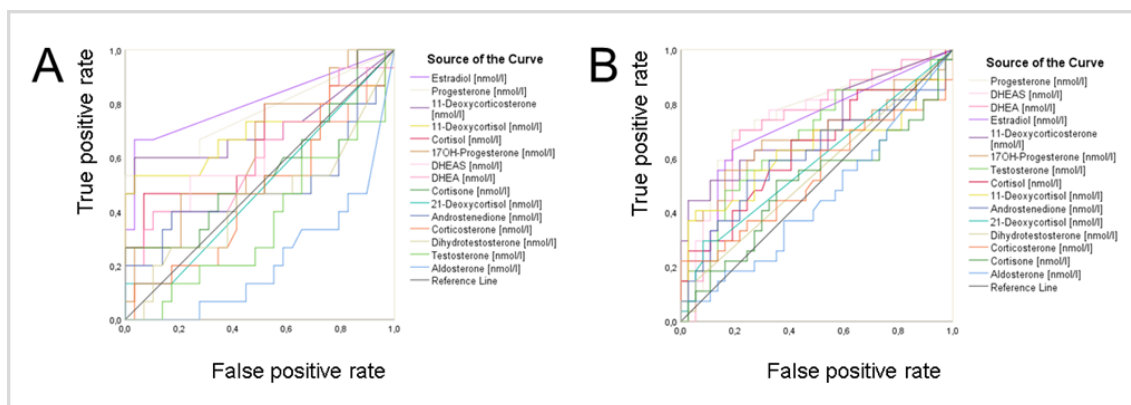 A
True positive rate
1,0
0,8
0,6
0,4
0,2
0,0
0,0
0,2
0,4
0,6
0,8
1,0
False positive rate
Source of the Curve
Estradiol [nmol/l]
Progesterone [nmol/l]
11-Deoxycorticosterone
[nmol/l]
11-Deoxycortisol [nmol/l]
Cortisol [nmol/l]
17OH-Progesterone [nmol/l]
DHEAS [nmol/l]
DHEA [nmol/l]
Cortisone [nmol/l]
21-Deoxycortisol [nmol/l]
Androstenedione [nmol/l]
Corticosterone [nmol/l]
Dihydrotestosterone [nmol/l]
Testosterone [nmol/l]
Aldosterone [nmol/l]
Reference Line
B
True positive rate
1,0
0,8
0,6
0,4
0,2
0,0
0,0
0,2
0,4
0,6
0,8
1,0
False positive rate
Source of the Curve
Progesterone [nmol/l]
DHEAS [nmol/l]
DHEA [nmol/l]
Estradiol [nmol/l]
11-Deoxycorticosterone
[nmol/l]
17OH-Progesterone [nmol/l]
Testosterone [nmol/l]
Cortisol [nmol/l]
11-Deoxycortisol [nmol/l]
Androstenedione [nmol/l]
21-Deoxycortisol [nmol/l]
Dihydrotestosterone [nmol/l]
Corticosterone [nmol/l]
Cortisone [nmol/l]
Aldosterone [nmol/l]
Reference Line